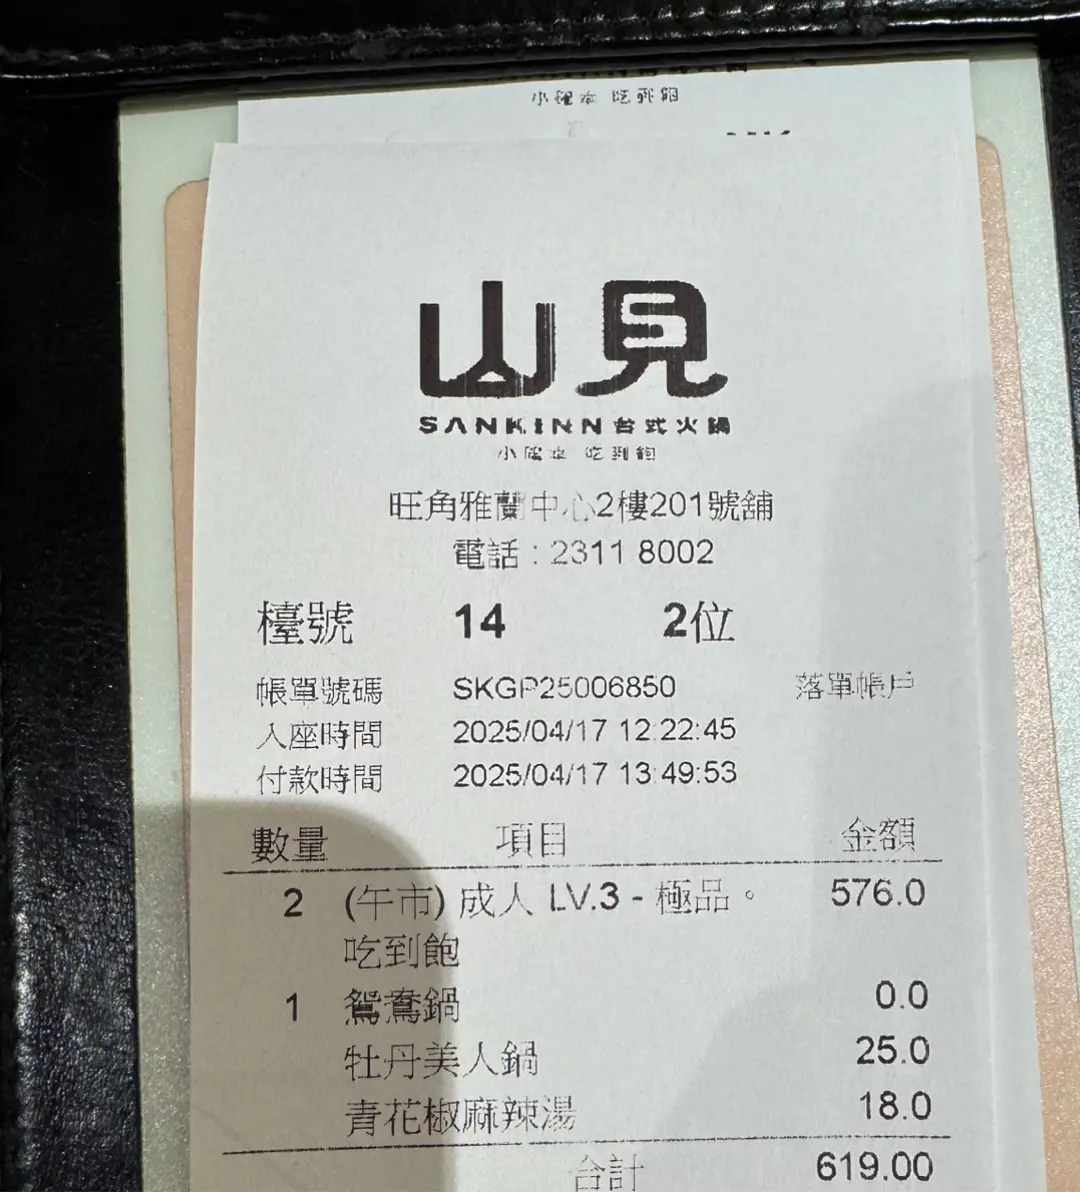 小確幸 吃到飽
山見
SANKINN台式火鍋
小確幸 吃到飽
旺角雅蘭中心2樓201號舖
電話：2311 8002
檯號 14 2位
帳單號碼 SKGP25006850 落單帳戶
入座時間 2025/04/17 12:22:45
付款時間 2025/04/17 13:49:53
數量 項目 金額
2 (午市) 成人 LV.3 - 極品。 576.0
吃到飽
1 鴛鴦鍋 0.0
牡丹美人鍋 25.0
青花椒麻辣湯 18.0
合計 619.00